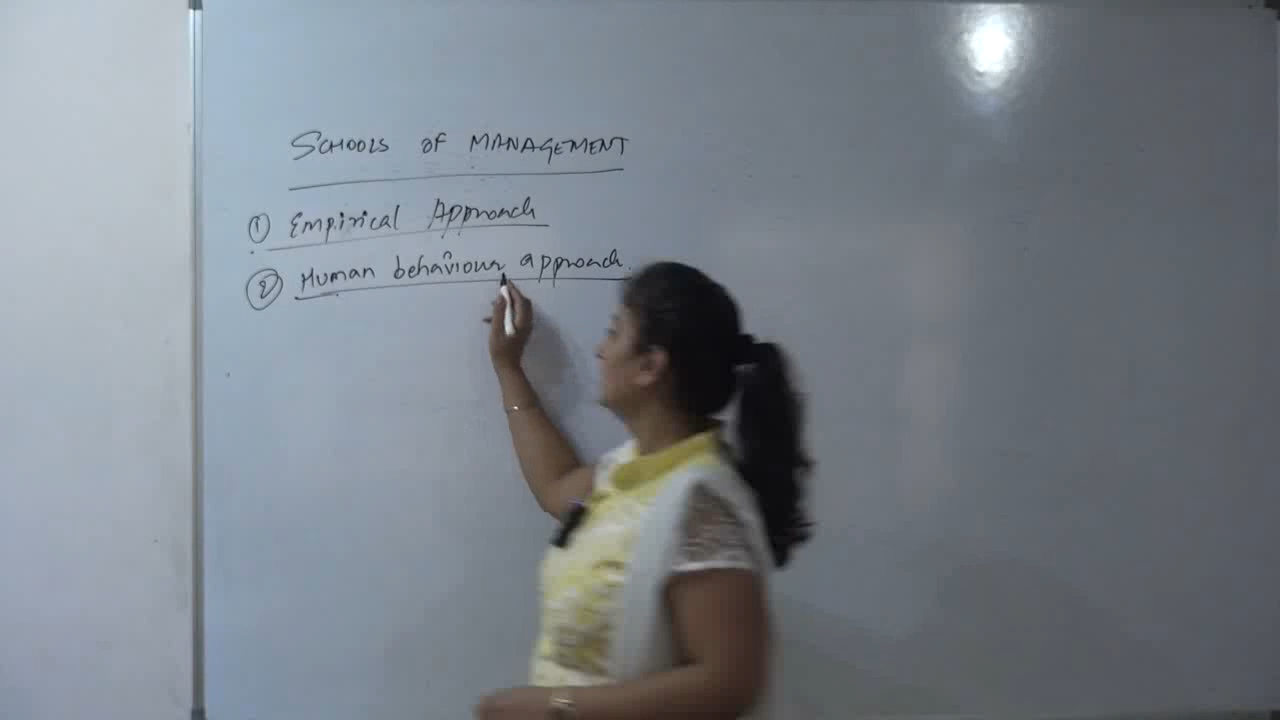 SCHOOLS OF MANAGEMENT
① Empirical Approach
② Human behaviour approach.